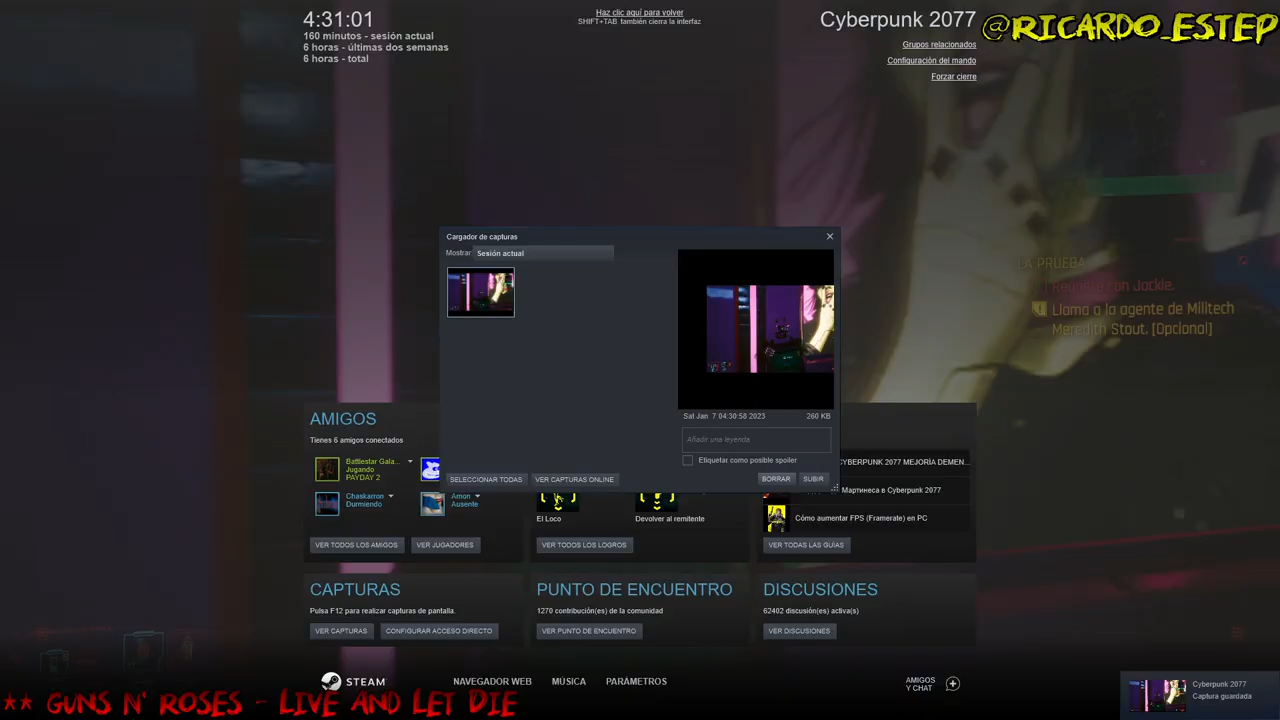 4:31:01
160 minutos - sesión actual
6 horas - últimas dos semanas
6 horas - total
Haz clic aquí para volver
SHIFT+TAB también cierra la interfaz
Cyberpunk 2077
@RICARDO_ESTEP
Grupos relacionados
Configuración del mando
Forzar cierre
Cargador de capturas
Mostrar Sesión actual
LA PRUEBA
Reúnete con Jackie.
Llama a la agente de Militech
Meredith Stout. [Opcional]
Sat Jan 7 04:30:58 2023 260 KB
Añadir una leyenda
Etiquetar como posible spoiler
BORRAR SUBIR
SELECCIONAR TODAS VER CAPTURAS ONLINE
AMIGOS
Tienes 6 amigos conectados
Battlestar Gala...
Jugando
PAYDAY 2
Chaskarron
Durmiendo
Amon
Ausente
VER TODOS LOS AMIGOS VER JUGADORES
El Loco
Devolver al remitente
VER TODOS LOS LOGROS
CYBERPUNK 2077 MEJORÍA DEMEN...
Мартинеса в Cyberpunk 2077
Cómo aumentar FPS (Framerate) en PC
VER TODAS LAS GUÍAS
CAPTURAS
Pulsa F12 para realizar capturas de pantalla.
VER CAPTURAS CONFIGURAR ACCESO DIRECTO
PUNTO DE ENCUENTRO
1270 contribución(es) de la comunidad
VER PUNTO DE ENCUENTRO
DISCUSIONES
62402 discusión(es) activa(s)
VER DISCUSIONES
STEAM
NAVEGADOR WEB MÚSICA PARÁMETROS
AMIGOS
Y CHAT
Cyberpunk 2077
Captura guardada
** GUNS N' ROSES - LIVE AND LET DIE